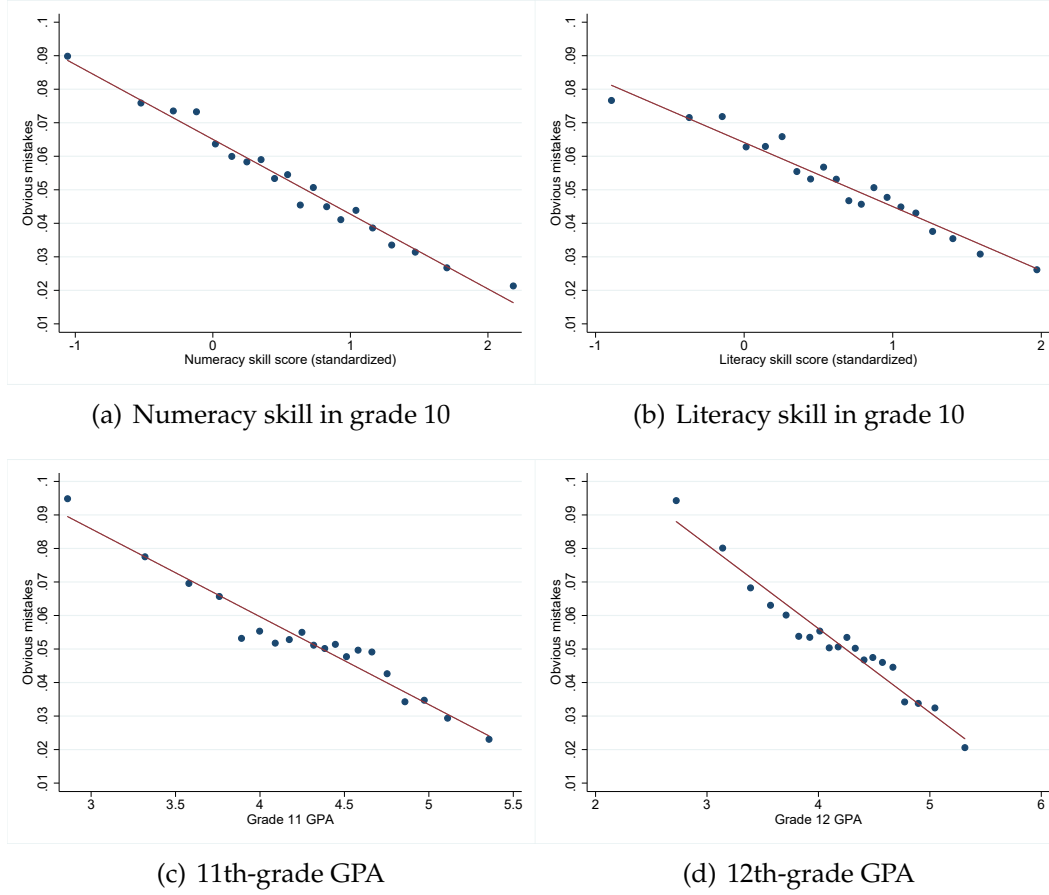 .1
.09
.08
.07
.06
.05
.04
.03
.02
.01
Obvious mistakes
-1 0 1 2
Numeracy skill score (standardized)
(a) Numeracy skill in grade 10
.1
.09
.08
.07
.06
.05
.04
.03
.02
.01
Obvious mistakes
-1 0 1 2
Literacy skill score (standardized)
(b) Literacy skill in grade 10
.1
.09
.08
.07
.06
.05
.04
.03
.02
.01
Obvious mistakes
3 3.5 4 4.5 5 5.5
Grade 11 GPA
(c) 11th-grade GPA
.1
.09
.08
.07
.06
.05
.04
.03
.02
.01
Obvious mistakes
2 3 4 5 6
Grade 12 GPA
(d) 12th-grade GPA